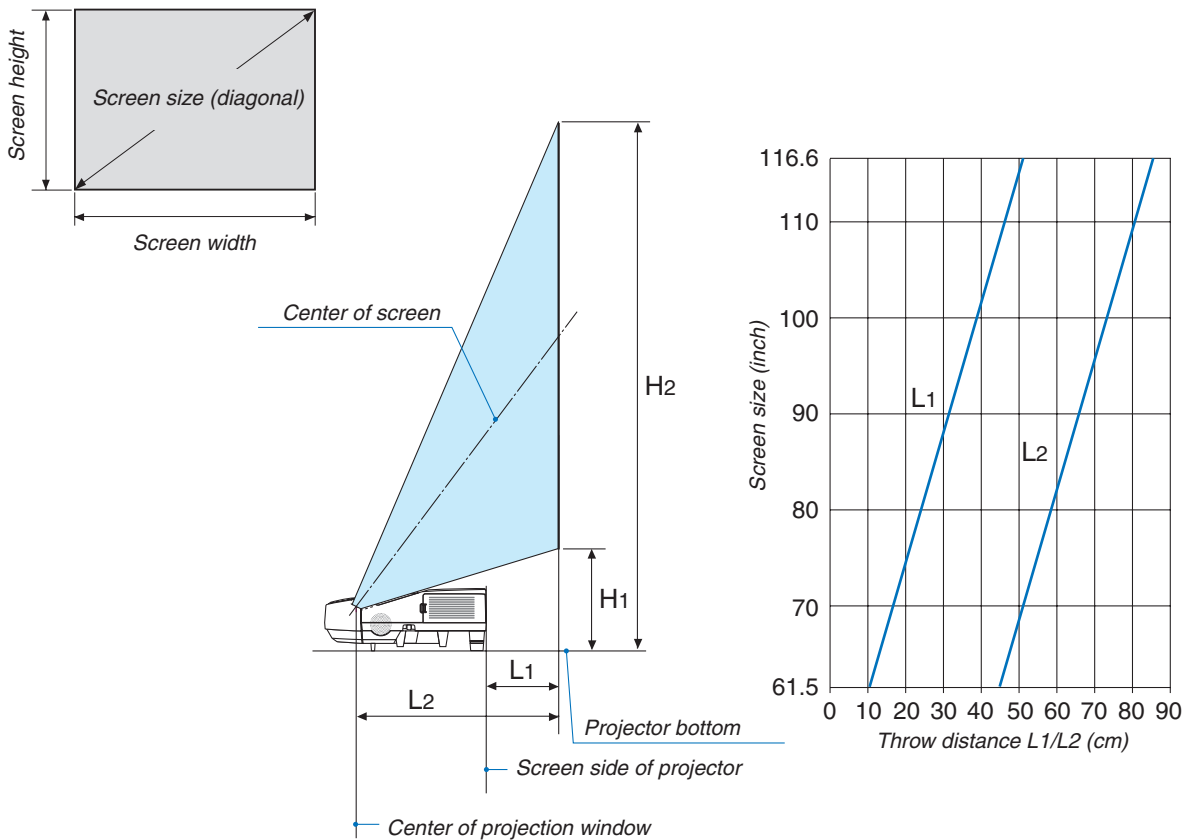 Screen height
Screen size (diagonal)
Screen width
Center of screen
H2
H1
L1
L2
Projector bottom
Screen side of projector
Center of projection window
Screen size (inch)
116.6
110
100
90
80
70
61.5
L1
L2
0 10 20 30 40 50 60 70 80 90
Throw distance L1/L2 (cm)